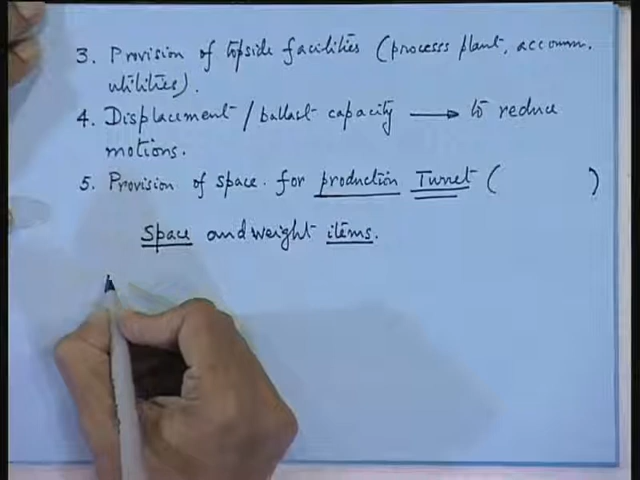 3. Provision of topside facilities (process plant, accomm.
utilities).
4. Displacement / ballast capacity → to reduce
motions.
5. Provision of space for production Turret (          )
Space and weight items.